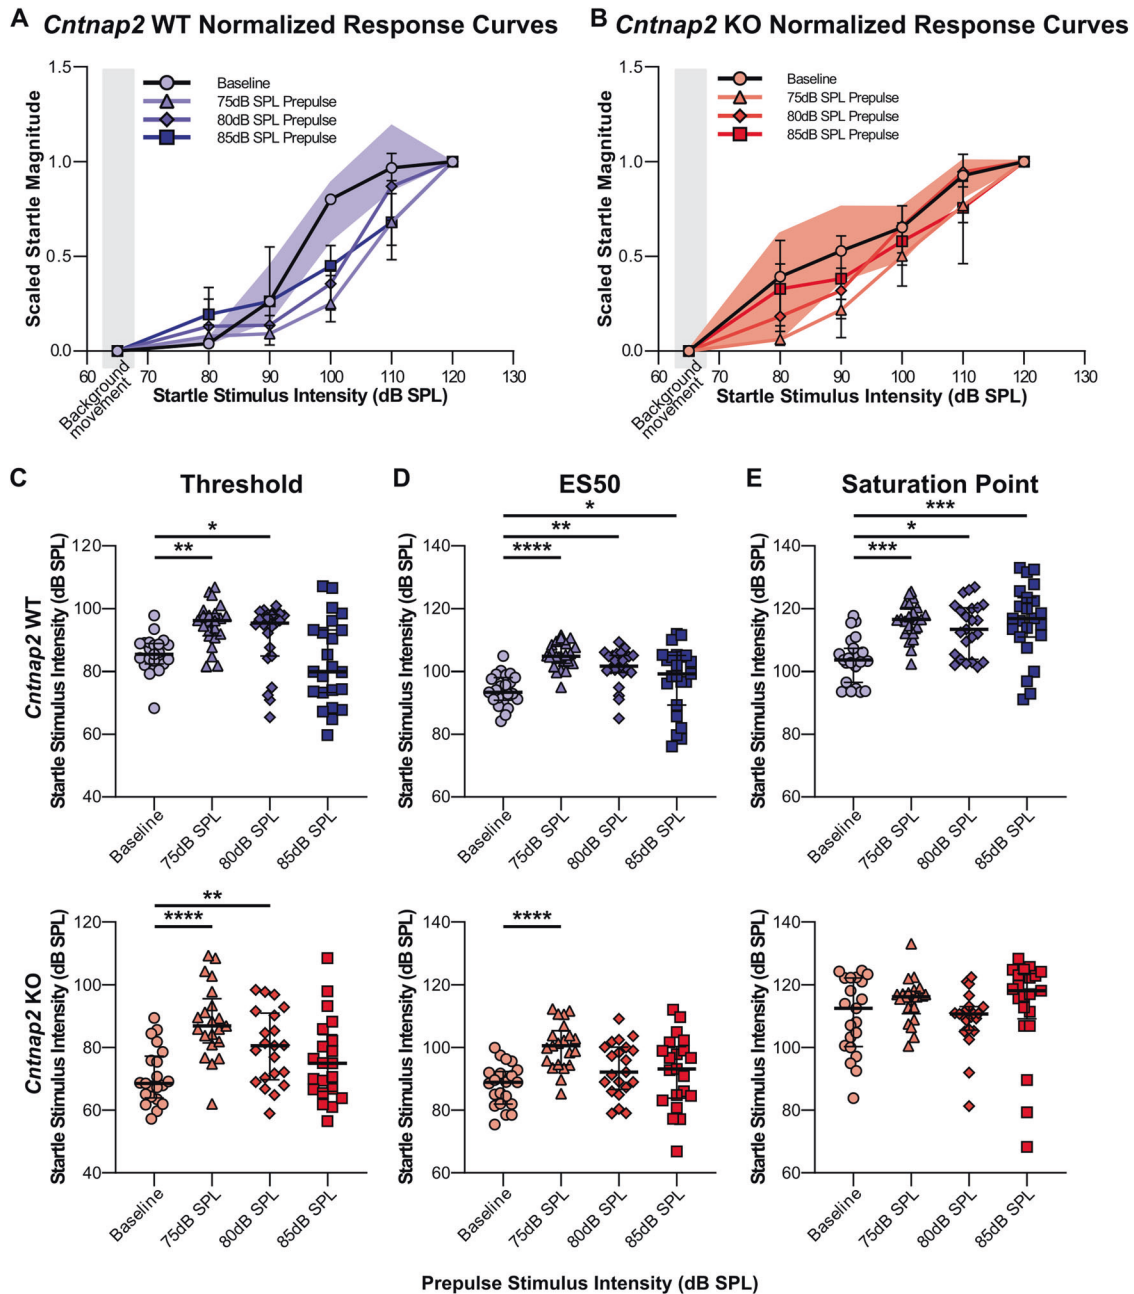 A
Cntnap2 WT Normalized Response Curves
Baseline
75dB SPL Prepulse
80dB SPL Prepulse
85dB SPL Prepulse
Scaled Startle Magnitude
1.5
1.0
0.5
0.0
60 70 80 90 100 110 120 130
Background
movement
Startle Stimulus Intensity (dB SPL)
B
Cntnap2 KO Normalized Response Curves
Baseline
75dB SPL Prepulse
80dB SPL Prepulse
85dB SPL Prepulse
Scaled Startle Magnitude
1.5
1.0
0.5
0.0
60 70 80 90 100 110 120 130
Background
movement
Startle Stimulus Intensity (dB SPL)
C
Threshold
Cntnap2 WT
Startle Stimulus Intensity (dB SPL)
*
**
120
100
80
60
40
Baseline
75dB SPL
80dB SPL
85dB SPL
D
ES50
*
**
****
140
120
100
80
60
Baseline
75dB SPL
80dB SPL
85dB SPL
Startle Stimulus Intensity (dB SPL)
E
Saturation Point
***
*
***
140
120
100
80
60
Baseline
75dB SPL
80dB SPL
85dB SPL
Startle Stimulus Intensity (dB SPL)
Cntnap2 KO
Startle Stimulus Intensity (dB SPL)
**
****
120
100
80
60
40
Baseline
75dB SPL
80dB SPL
85dB SPL
Startle Stimulus Intensity (dB SPL)
****
140
120
100
80
60
Baseline
75dB SPL
80dB SPL
85dB SPL
Startle Stimulus Intensity (dB SPL)
140
120
100
80
60
Baseline
75dB SPL
80dB SPL
85dB SPL
Prepulse Stimulus Intensity (dB SPL)